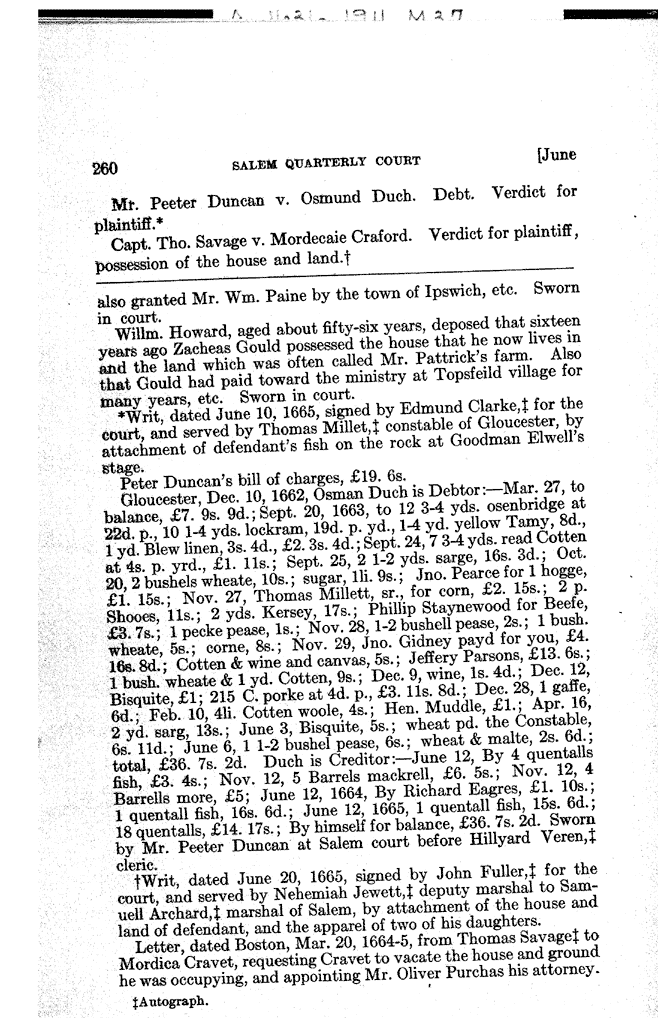 260 SALEM QUARTERLY COURT [June
Mr. Peeter Duncan v. Osmund Duch. Debt. Verdict for
plaintiff.*
Capt. Tho. Savage v. Mordecaie Craford. Verdict for plaintiff,
possession of the house and land.†
also granted Mr. Wm. Paine by the town of Ipswich, etc. Sworn
in court.
Willm. Howard, aged about fifty-six years, deposed that sixteen
years ago Zacheas Gould possessed the house that he now lives in
and the land which was often called Mr. Pattrick's farm. Also
that Gould had paid toward the ministry at Topsfeild village for
many years, etc. Sworn in court.
*Writ, dated June 10, 1665, signed by Edmund Clarke,‡ for the
court, and served by Thomas Millet,‡ constable of Gloucester, by
attachment of defendant's fish on the rock at Goodman Elwell's
stage.
Peter Duncan's bill of charges, £19. 6s.
Gloucester, Dec. 10, 1662, Osman Duch is Debtor:—Mar. 27, to
balance, £7. 9s. 9d.; Sept. 20, 1663, to 12 3-4 yds. osenbridge at
22d. p., 10 1-4 yds. lockram, 19d. p. yd., 1-4 yd. yellow Tamy, 8d.,
1 yd. Blew linen, 3s. 4d., £2. 3s. 4d.; Sept. 24, 7 3-4 yds. read Cotten
at 4s. p. yrd., £1. 11s.; Sept. 25, 2 1-2 yds. sarge, 16s. 3d.; Oct.
20, 2 bushels wheate, 10s.; sugar, 1li. 9s.; Jno. Pearce for 1 hogge,
£1. 15s.; Nov. 27, Thomas Millett, sr., for corn, £2. 15s.; 2 p.
Shooes, 11s.; 2 yds. Kersey, 17s.; Phillip Staynewood for Beefe,
£3. 7s.; 1 pecke pease, 1s.; Nov. 28, 1-2 bushell pease, 2s.; 1 bush.
wheate, 5s.; corne, 8s.; Nov. 29, Jno. Gidney payd for you, £4.
16s. 8d.; Cotten & wine and canvas, 5s.; Jeffery Parsons, £13. 6s.;
1 bush. wheate & 1 yd. Cotten, 9s.; Dec. 9, wine, 1s. 4d.; Dec. 12,
Bisquite, £1; 215 C. porke at 4d. p., £3. 11s. 8d.; Dec. 28, 1 gaffe,
6d.; Feb. 10, 4li. Cotten woole, 4s.; Hen. Muddle, £1.; Apr. 16,
2 yd. sarg, 13s.; June 3, Bisquite, 5s.; wheat pd. the Constable,
6s. 11d.; June 6, 1 1-2 bushel pease, 6s.; wheat & malte, 2s. 6d.;
total, £36. 7s. 2d. Duch is Creditor:—June 12, By 4 quentalls
fish, £3. 4s.; Nov. 12, 5 Barrels mackrell, £6. 5s.; Nov. 12, 4
Barrells more, £5; June 12, 1664, By Richard Eagres, £1. 10s.;
1 quentall fish, 16s. 6d.; June 12, 1665, 1 quentall fish, 15s. 6d.;
18 quentalls, £14. 17s.; By himself for balance, £36. 7s. 2d. Sworn
by Mr. Peeter Duncan at Salem court before Hillyard Veren,‡
cleric.
†Writ, dated June 20, 1665, signed by John Fuller,‡ for the
court, and served by Nehemiah Jewett,‡ deputy marshal to Sam-
uell Archard,‡ marshal of Salem, by attachment of the house and
land of defendant, and the apparel of two of his daughters.
Letter, dated Boston, Mar. 20, 1664-5, from Thomas Savage‡ to
Mordica Cravet, requesting Cravet to vacate the house and ground
he was occupying, and appointing Mr. Oliver Purchas his attorney.
‡Autograph.